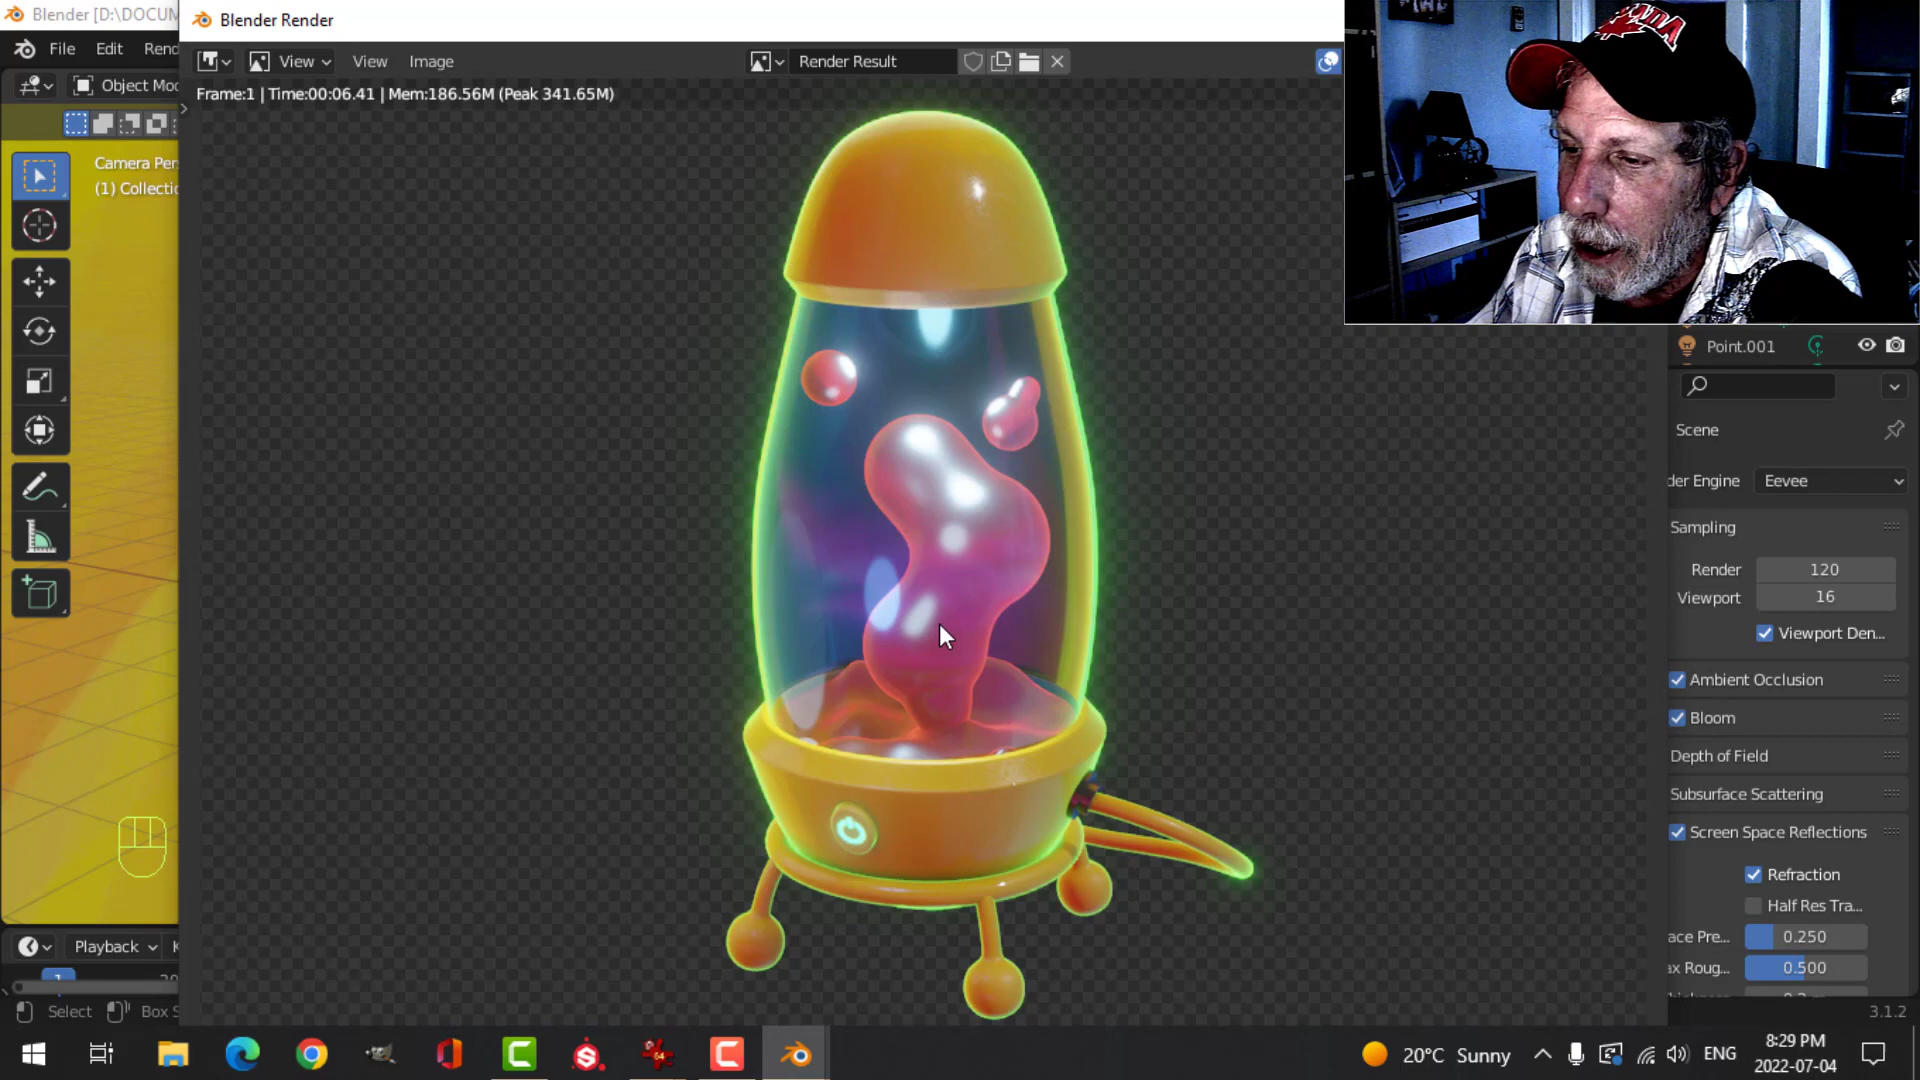 Blender [D:\DOCUM
Blender Render
File Edit Rend
View View Image
Render Result
Object Mod
Frame:1 | Time:00:06.41 | Mem:186.56M (Peak 341.65M)
Camera Per
(1) Collectic
Point.001
Scene
der Engine Eevee
Sampling
Render 120
Viewport 16
Viewport Den...
Ambient Occlusion
Bloom
Depth of Field
Subsurface Scattering
Screen Space Reflections
Refraction
Half Res Tra...
ace Pre... 0.250
ax Roug... 0.500
Playback
1
Select Box S
3.1.2
20°C Sunny
ENG
8:29 PM
2022-07-04